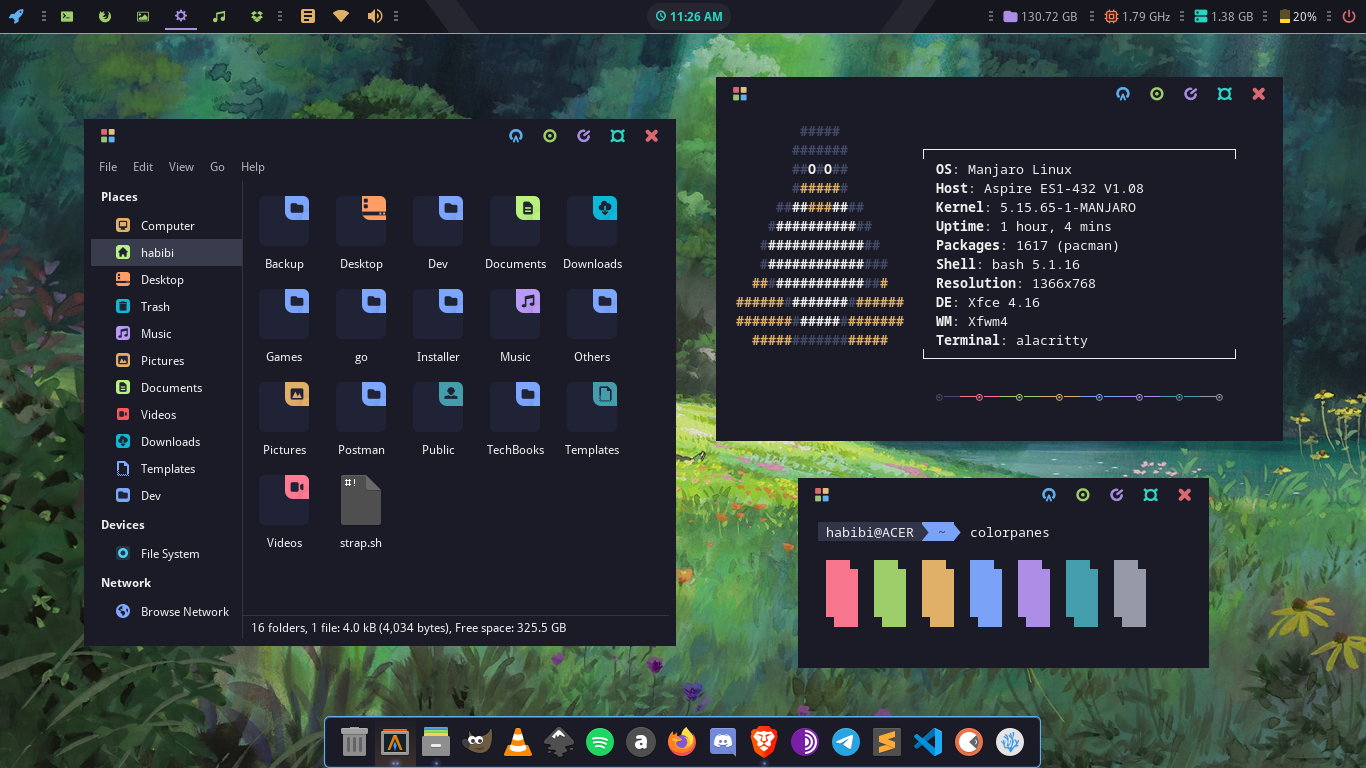 11:26 AM
130.72 GB
1.79 GHz
1.38 GB
20%
File Edit View Go Help
Places
Computer
habibi
Desktop
Trash
Music
Pictures
Documents
Videos
Downloads
Templates
Dev
Devices
File System
Network
Browse Network
Backup Desktop Dev Documents Downloads
Games go Installer Music Others
Pictures Postman Public TechBooks Templates
#!
Videos strap.sh
16 folders, 1 file: 4.0 kB (4,034 bytes), Free space: 325.5 GB
#####
#######
##O#O##
#######
###########
##############
###############
################
#################
#####################
#####################
#################
OS: Manjaro Linux
Host: Aspire ES1-432 V1.08
Kernel: 5.15.65-1-MANJARO
Uptime: 1 hour, 4 mins
Packages: 1617 (pacman)
Shell: bash 5.1.16
Resolution: 1366x768
DE: Xfce 4.16
WM: Xfwm4
Terminal: alacritty
habibi@ACER ~ colorpanes
a